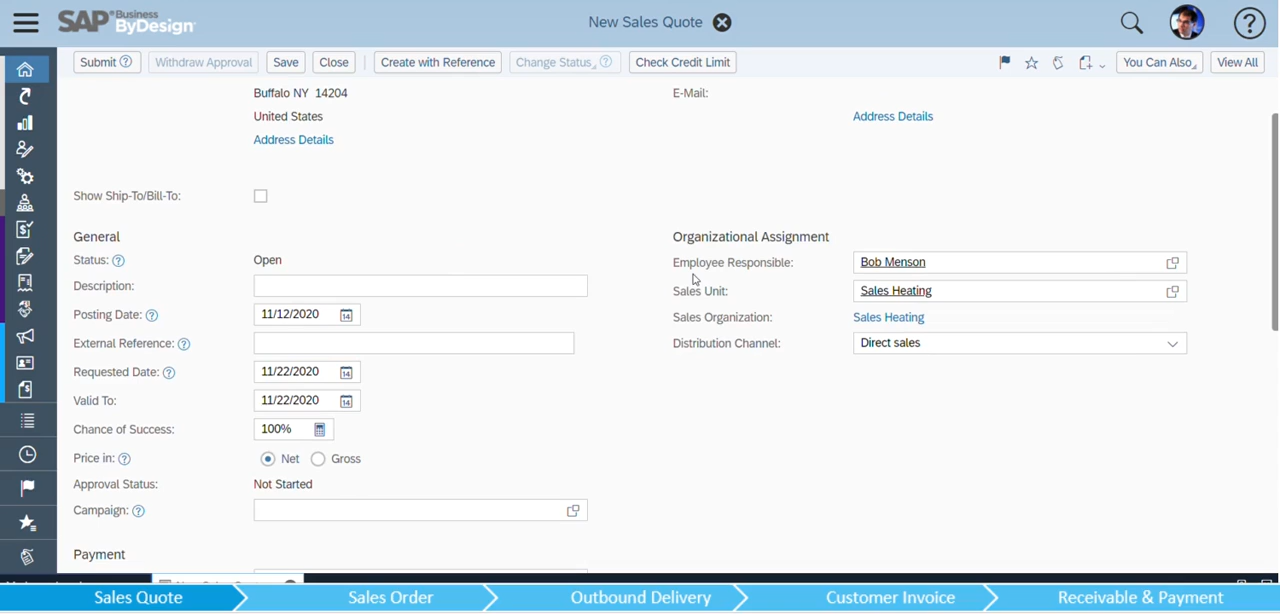 SAP Business ByDesign
New Sales Quote
Submit Withdraw Approval Save Close Create with Reference Change Status Check Credit Limit You Can Also View All
Buffalo NY 14204 E-Mail:
United States Address Details
Address Details
Show Ship-To/Bill-To:
General
Status: Open
Description:
Posting Date: 11/12/2020
External Reference:
Requested Date: 11/22/2020
Valid To: 11/22/2020
Chance of Success: 100%
Price in: Net Gross
Approval Status: Not Started
Campaign:
Payment
Organizational Assignment
Employee Responsible: Bob Menson
Sales Unit: Sales Heating
Sales Organization: Sales Heating
Distribution Channel: Direct sales
Sales Quote Sales Order Outbound Delivery Customer Invoice Receivable & Payment